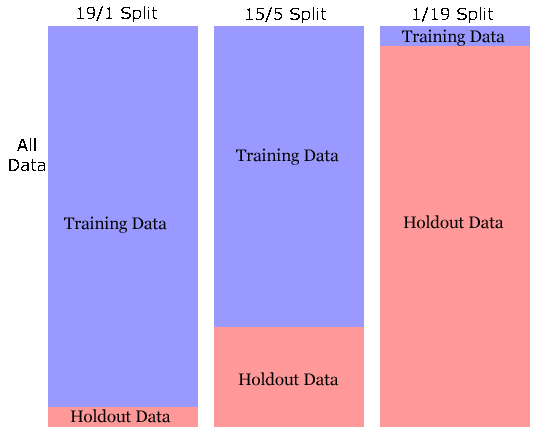 19/1 Split
15/5 Split
1/19 Split
All
Data
Training Data
Holdout Data
Training Data
Holdout Data
Training Data
Holdout Data